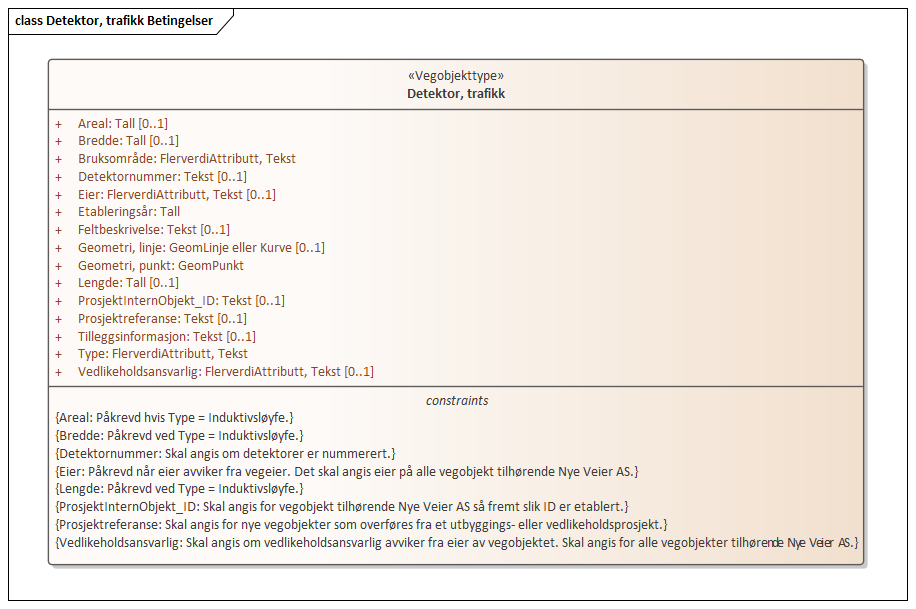 class Detektor, trafikk Betingelser
«Vegobjekttype»
Detektor, trafikk
+ Areal: Tall [0..1]
+ Bredde: Tall [0..1]
+ Bruksområde: FlerverdiAttributt, Tekst
+ Detektornummer: Tekst [0..1]
+ Eier: FlerverdiAttributt, Tekst [0..1]
+ Etableringsår: Tall
+ Feltbeskrivelse: Tekst [0..1]
+ Geometri, linje: GeomLinje eller Kurve [0..1]
+ Geometri, punkt: GeomPunkt
+ Lengde: Tall [0..1]
+ ProsjektInternObjekt_ID: Tekst [0..1]
+ Prosjektreferanse: Tekst [0..1]
+ Tilleggsinformasjon: Tekst [0..1]
+ Type: FlerverdiAttributt, Tekst
+ Vedlikeholdsansvarlig: FlerverdiAttributt, Tekst [0..1]
constraints
{Areal: Påkrevd hvis Type = Induktivsløyfe.}
{Bredde: Påkrevd ved Type = Induktivsløyfe.}
{Detektornummer: Skal angis om detektorer er nummerert.}
{Eier: Påkrevd når eier avviker fra vegeier. Det skal angis eier på alle vegobjekt tilhørende Nye Veier AS.}
{Lengde: Påkrevd ved Type = Induktivsløyfe.}
{ProsjektInternObjekt_ID: Skal angis for vegobjekt tilhørende Nye Veier AS så fremt slik ID er etablert.}
{Prosjektreferanse: Skal angis for nye vegobjekter som overføres fra et utbyggings- eller vedlikeholdsprosjekt.}
{Vedlikeholdsansvarlig: Skal angis om vedlikeholdsansvarlig avviker fra eier av vegobjektet. Skal angis for alle vegobjekter tilhørende Nye Veier AS.}